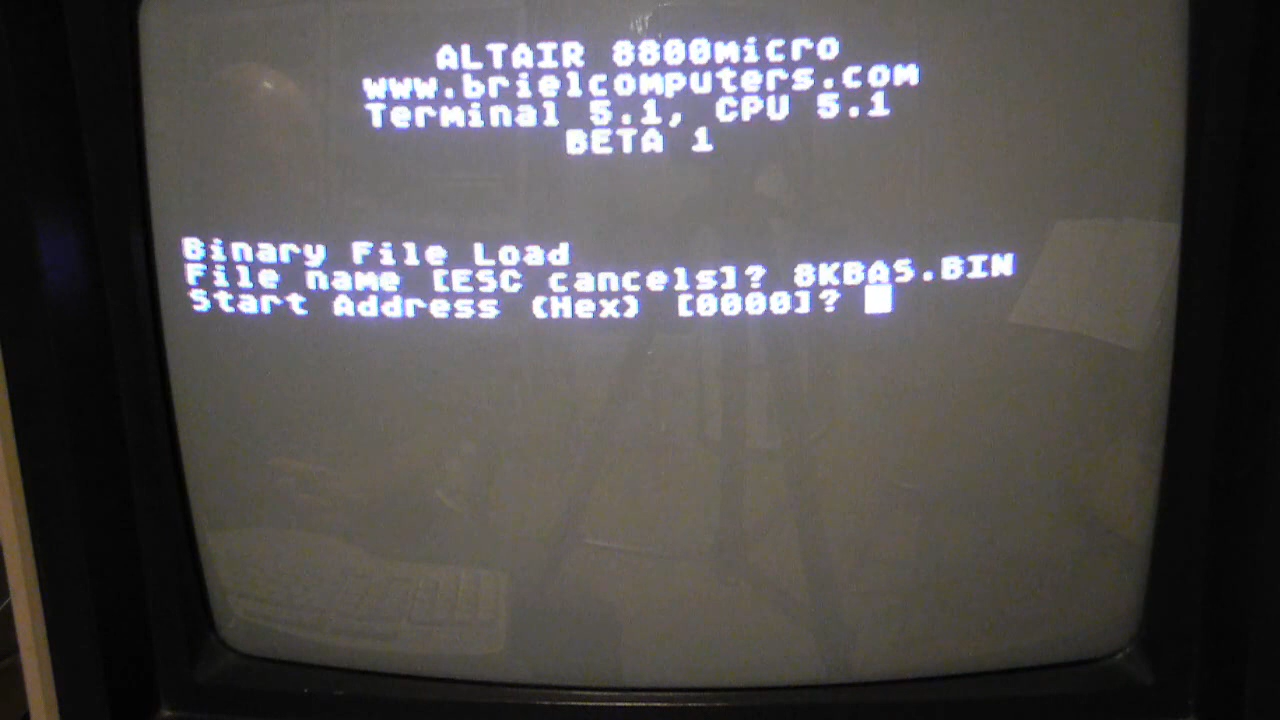 ALTAIR 8800micro
www.brielcomputers.com
Terminal 5.1, CPU 5.1
BETA 1
Binary File Load
File name [ESC cancels]? 8KBAS.BIN
Start Address (Hex) [0000]?